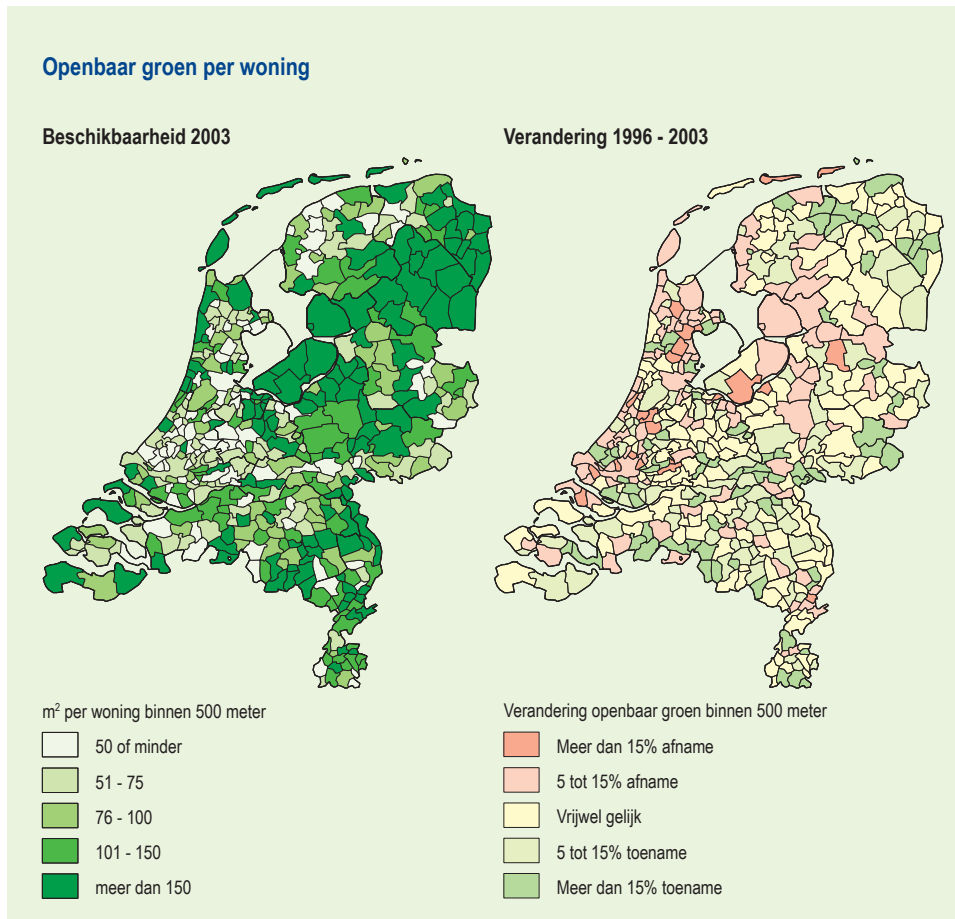 Openbaar groen per woning
Beschikbaarheid 2003
m² per woning binnen 500 meter
50 of minder
51 - 75
76 - 100
101 - 150
meer dan 150
Verandering 1996 - 2003
Verandering openbaar groen binnen 500 meter
Meer dan 15% afname
5 tot 15% afname
Vrijwel gelijk
5 tot 15% toename
Meer dan 15% toename